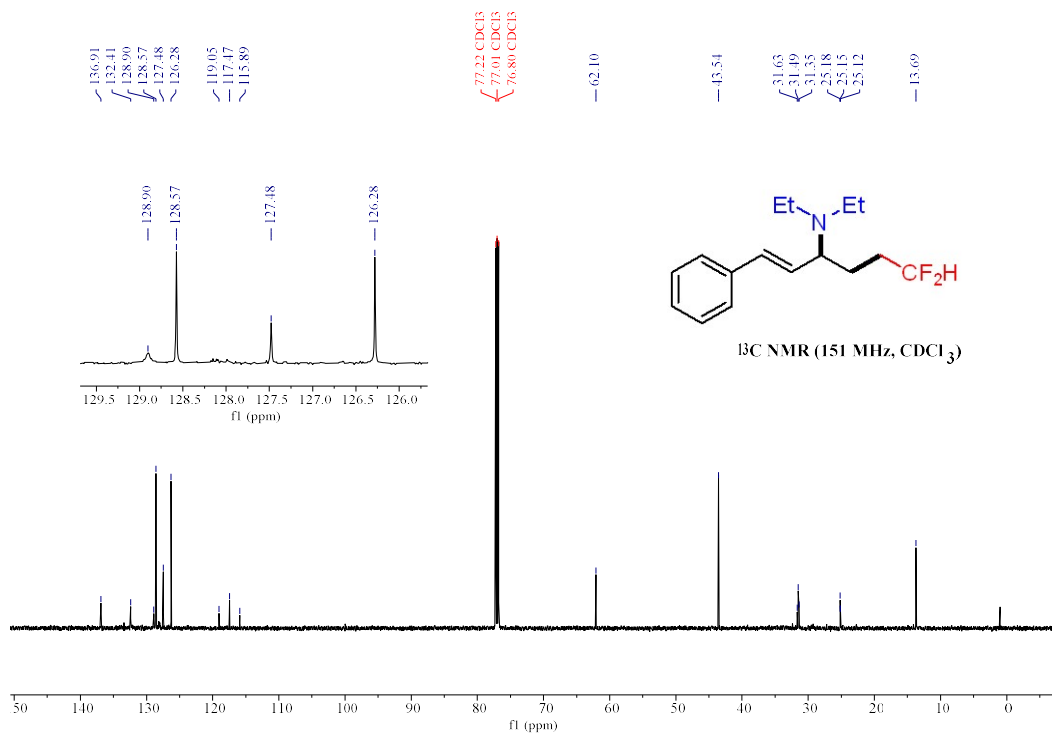 136.91
132.41
128.90
128.57
127.48
126.28
119.05
117.47
115.89
77.22 CDCl3
77.01 CDCl3
76.80 CDCl3
62.10
43.54
31.63
31.49
31.35
25.18
25.15
25.12
13.69
128.90
128.57
127.48
126.28
129.5 129.0 128.5 128.0 127.5 127.0 126.5 126.0
f1 (ppm)
Et Et
N
CF₂H
¹³C NMR (151 MHz, CDCl₃)
50 140 130 120 110 100 90 80 70 60 50 40 30 20 10 0
f1 (ppm)